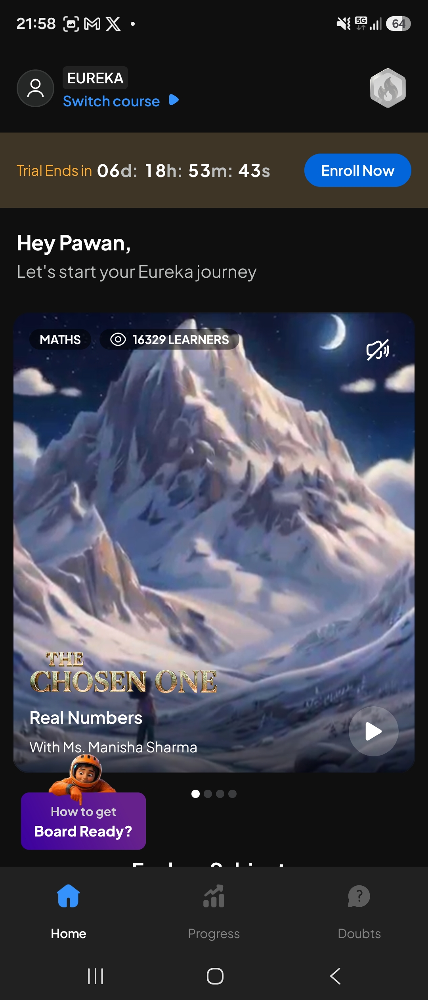 21:58
5G
64
EUREKA
Switch course
Trial Ends in 06d: 18h: 53m: 43s
Enroll Now
Hey Pawan,
Let's start your Eureka journey
MATHS
16329 LEARNERS
THE
CHOSEN ONE
Real Numbers
With Ms. Manisha Sharma
How to get
Board Ready?
Home
Progress
Doubts